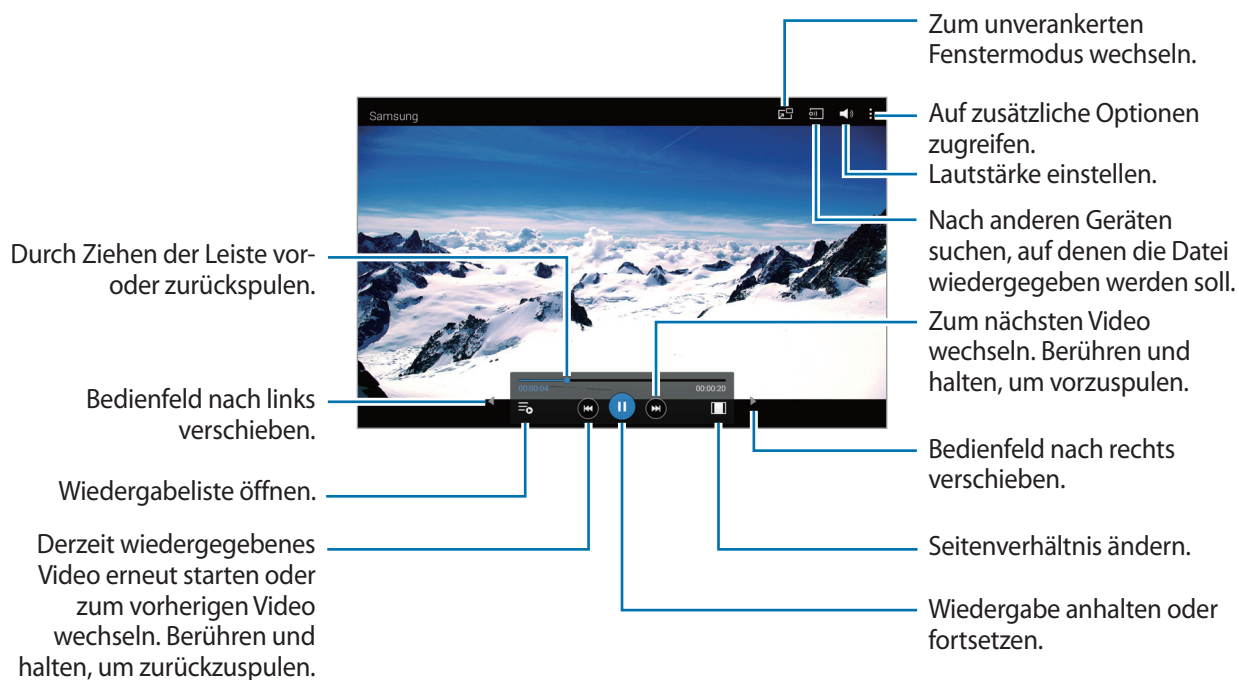 Zum unverankerten
Fenstermodus wechseln.
Samsung
Auf zusätzliche Optionen
zugreifen.
Lautstärke einstellen.
Nach anderen Geräten
suchen, auf denen die Datei
wiedergegeben werden soll.
Durch Ziehen der Leiste vor-
oder zurückspulen.
Zum nächsten Video
wechseln. Berühren und
halten, um vorzuspulen.
00:00:04
00:00:20
Bedienfeld nach links
verschieben.
Bedienfeld nach rechts
verschieben.
Wiedergabeliste öffnen.
Derzeit wiedergegebenes
Video erneut starten oder
zum vorherigen Video
wechseln. Berühren und
halten, um zurückzuspulen.
Seitenverhältnis ändern.
Wiedergabe anhalten oder
fortsetzen.